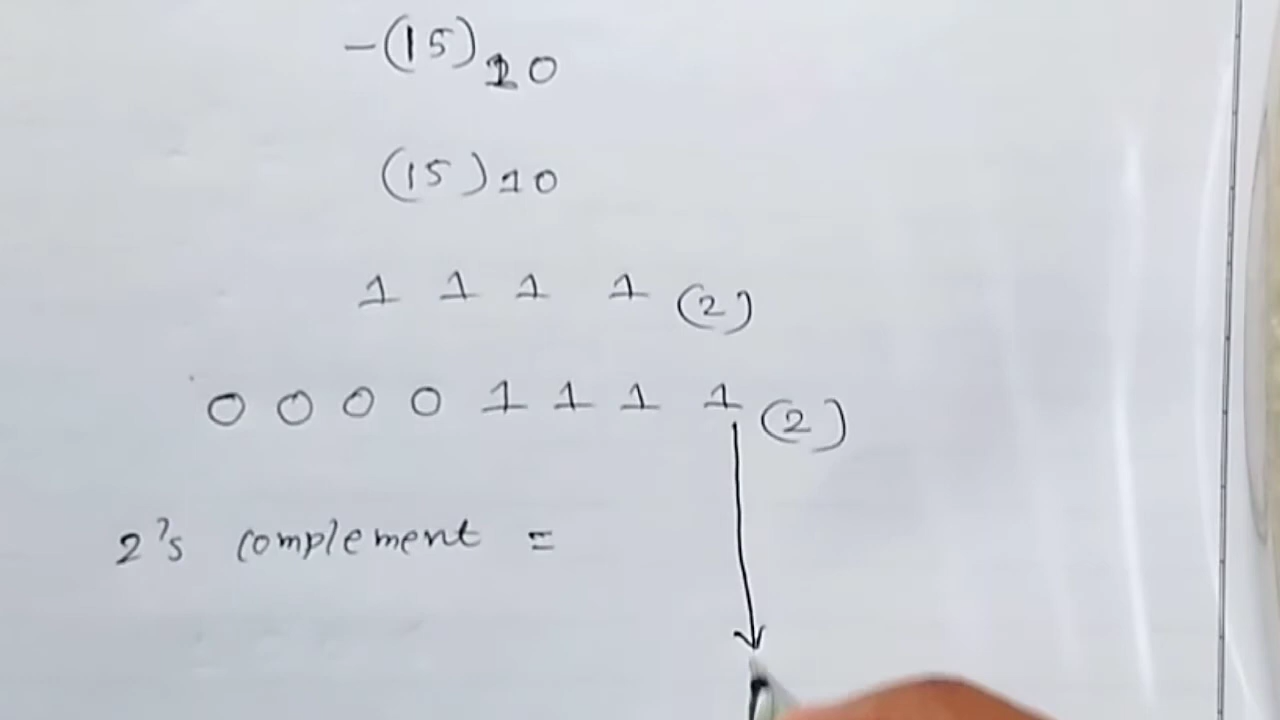 -(15)10
(15)10
1 1 1 1 (2)
0 0 0 0 1 1 1 1 (2)
2's complement =